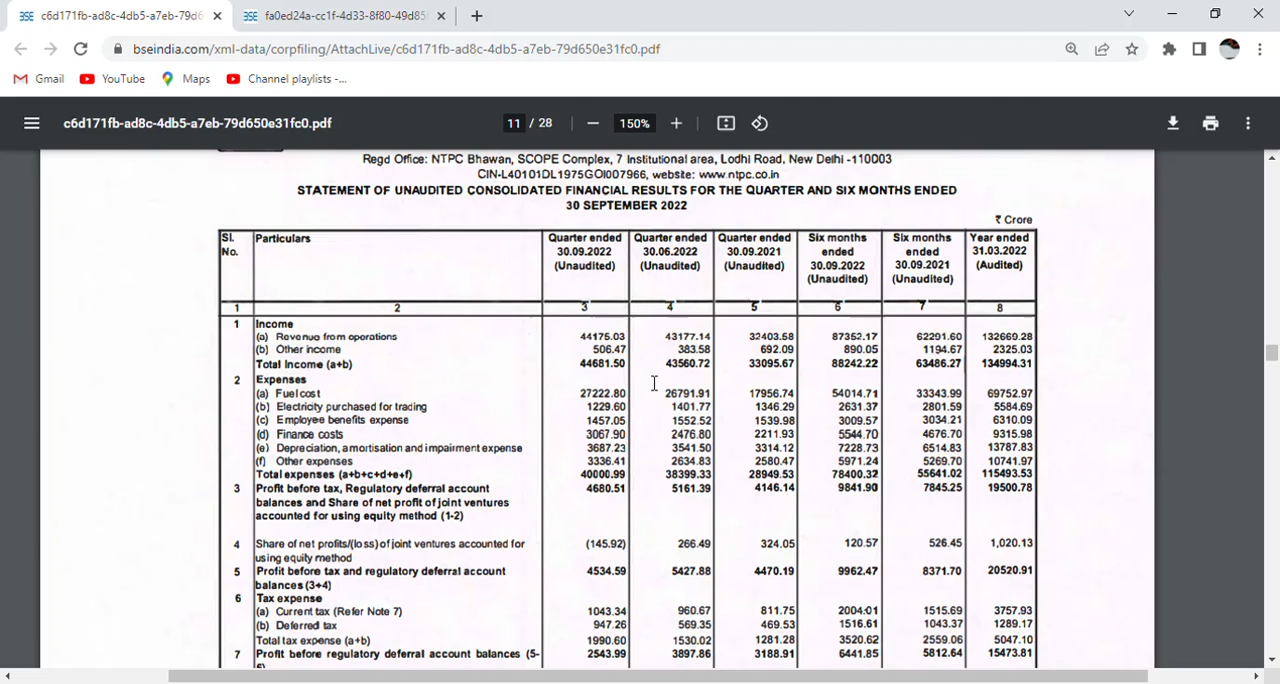 c6d171fb-ad8c-4db5-a7eb-79d6
fa0ed24a-cc1f-4d33-8f80-49d85
bseindia.com/xml-data/corpfiling/AttachLive/c6d171fb-ad8c-4db5-a7eb-79d650e31fc0.pdf
Gmail YouTube Maps Channel playlists -...
c6d171fb-ad8c-4db5-a7eb-79d650e31fc0.pdf 11 / 28 150%
Regd Office: NTPC Bhawan, SCOPE Complex, 7 Institutional area, Lodhi Road, New Delhi -110003
CIN-L40101DL1975GOI007966, website: www.ntpc.co.in
STATEMENT OF UNAUDITED CONSOLIDATED FINANCIAL RESULTS FOR THE QUARTER AND SIX MONTHS ENDED
30 SEPTEMBER 2022
₹ Crore
Sl. Particulars Quarter ended Quarter ended Quarter ended Six months Six months Year ended
No. 30.09.2022 30.06.2022 30.09.2021 ended ended 31.03.2022
(Unaudited) (Unaudited) (Unaudited) 30.09.2022 30.09.2021 (Audited)
(Unaudited) (Unaudited)
1 2 3 4 5 6 7 8
1 Income
(a) Revenue from operations 44175.03 43177.14 32403.58 87352.17 62291.60 132669.28
(b) Other income 506.47 383.58 692.09 890.05 1194.67 2325.03
Total Income (a+b) 44681.50 43560.72 33095.67 88242.22 63486.27 134994.31
2 Expenses
(a) Fuel cost 27222.80 26791.91 17956.74 54014.71 33343.99 69752.97
(b) Electricity purchased for trading 1229.60 1401.77 1346.29 2631.37 2801.59 5584.69
(c) Employee benefits expense 1457.05 1552.52 1539.98 3009.57 3034.21 6310.09
(d) Finance costs 3067.90 2476.80 2211.93 5544.70 4676.70 9315.98
(e) Depreciation, amortisation and impairment expense 3687.23 3541.50 3314.12 7228.73 6514.83 13787.83
(f) Other expenses 3336.41 2634.83 2580.47 5971.24 5269.70 10741.97
Total expenses (a+b+c+d+e+f) 40000.99 38399.33 28949.53 78400.32 55641.02 115493.53
3 Profit before tax, Regulatory deferral account 4680.51 5161.39 4146.14 9841.90 7845.25 19500.78
balances and Share of net profit of joint ventures
accounted for using equity method (1-2)
4 Share of net profits/(loss) of joint ventures accounted for (145.92) 266.49 324.05 120.57 526.45 1,020.13
using equity method
5 Profit before tax and regulatory deferral account 4534.59 5427.88 4470.19 9962.47 8371.70 20520.91
balances (3+4)
6 Tax expense
(a) Current tax (Refer Note 7) 1043.34 960.67 811.75 2004.01 1515.69 3757.93
(b) Deferred tax 947.26 569.35 469.53 1516.61 1043.37 1289.17
Total tax expense (a+b) 1990.60 1530.02 1281.28 3520.62 2559.06 5047.10
7 Profit before regulatory deferral account balances (5- 2543.99 3897.86 3188.91 6441.85 5812.64 15473.81